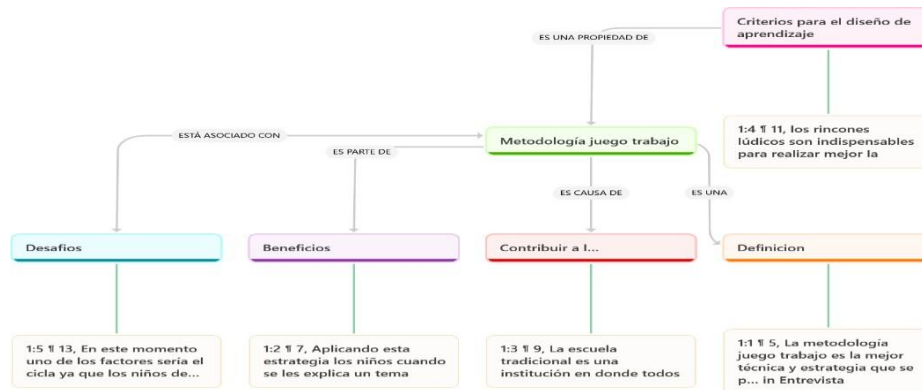 Criterios para el diseño de
aprendizaje
ES UNA PROPIEDAD DE
1:4 ¶ 11, los rincones
lúdicos son indispensables
para realizar mejor la
ESTÁ ASOCIADO CON
Metodología juego trabajo
ES PARTE DE
ES CAUSA DE
ES UNA
Desafios
Beneficios
Contribuir a l...
Definicion
1:5 ¶ 13, En este momento
uno de los factores sería el
cicla ya que los niños de...
1:2 ¶ 7, Aplicando esta
estrategia los niños cuando
se les explica un tema
1:3 ¶ 9, La escuela
tradicional es una
institución en donde todos
1:1 ¶ 5, La metodología
juego trabajo es la mejor
técnica y estrategia que se
p... in Entrevista